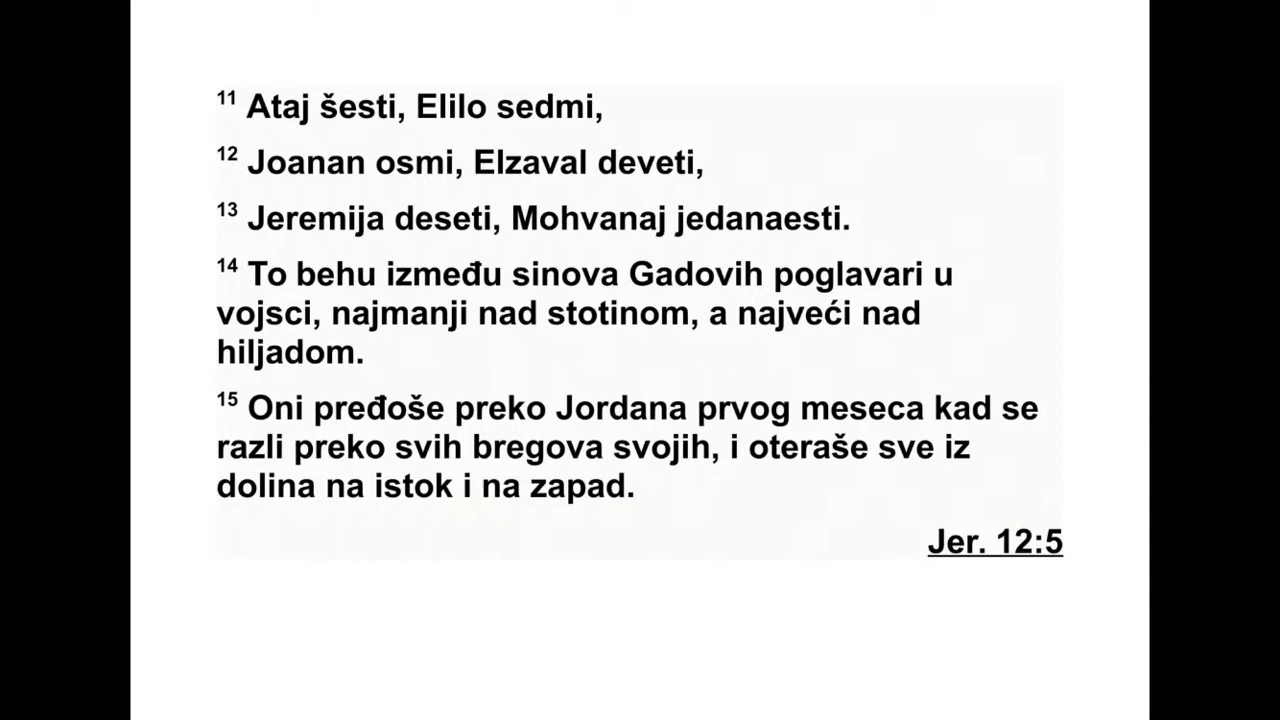 11 Ataj šesti, Elilo sedmi,
12 Joanan osmi, Elzaval deveti,
13 Jeremija deseti, Mohvanaj jedanaesti.
14 To behu između sinova Gadovih poglavari u
vojsci, najmanji nad stotinom, a najveći nad
hiljadom.
15 Oni pređoše preko Jordana prvog meseca kad se
razli preko svih bregova svojih, i oteraše sve iz
dolina na istok i na zapad.
Jer. 12:5